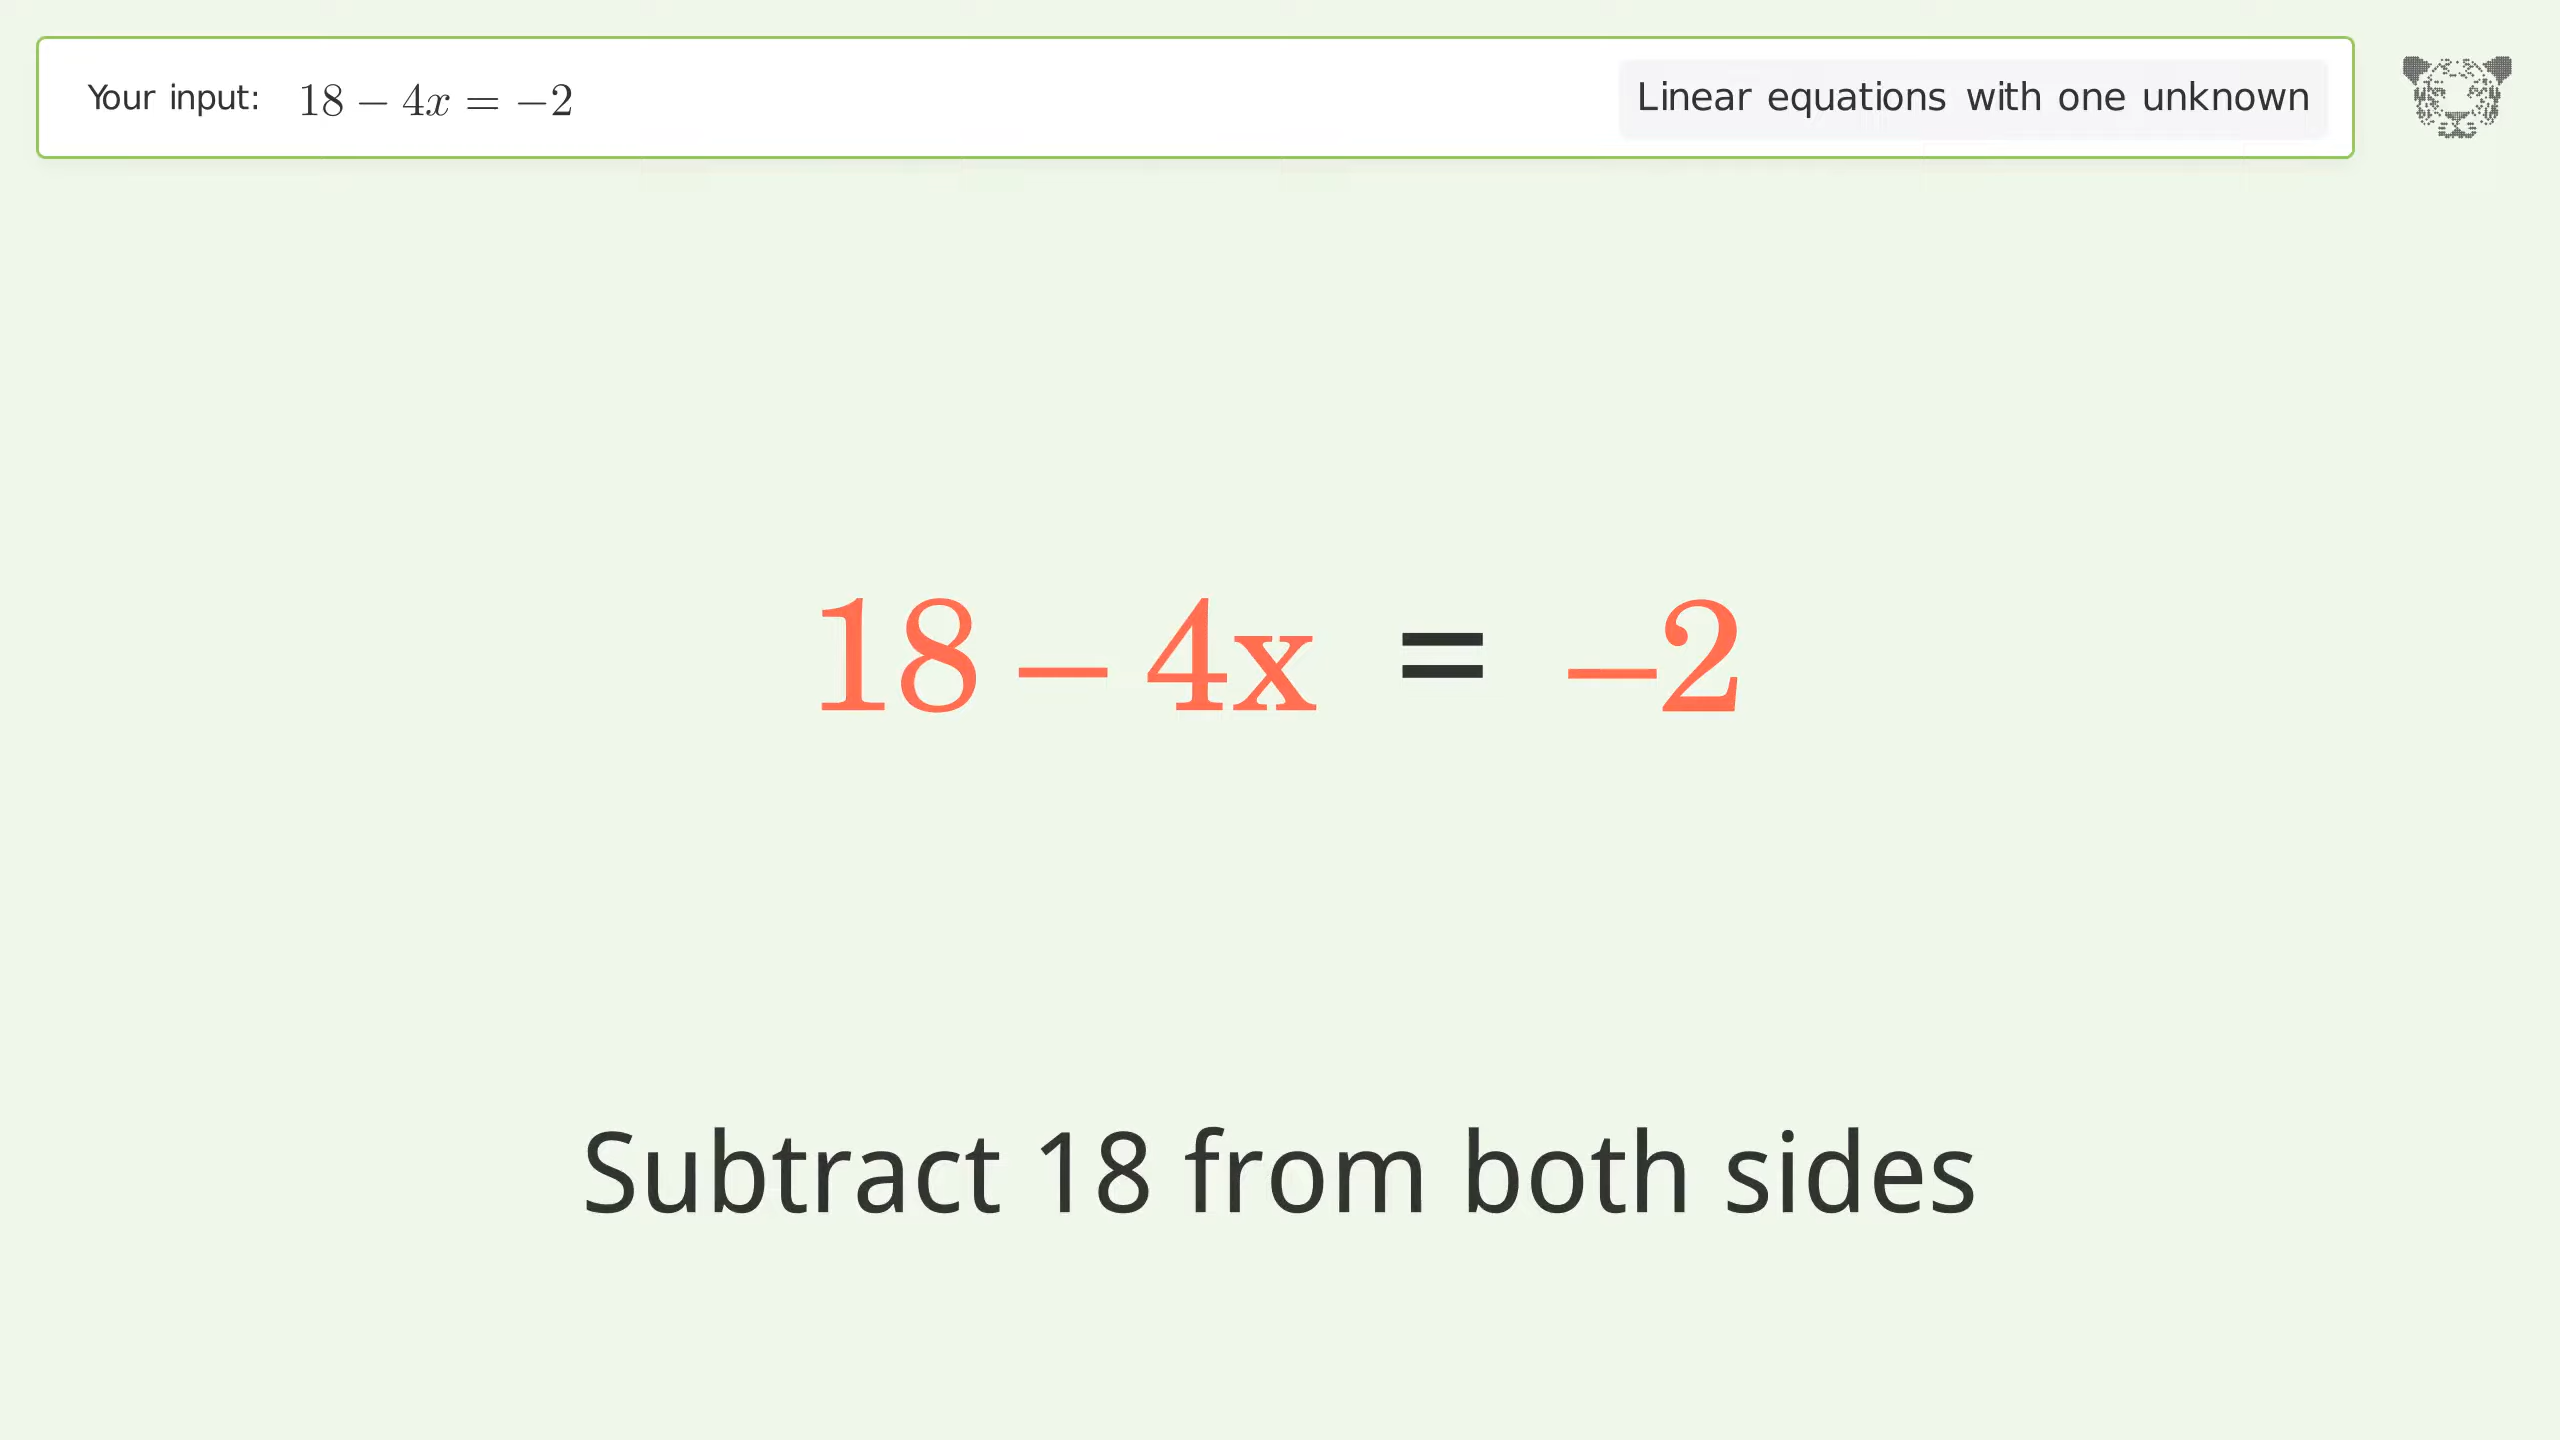 Your input: 18 − 4x = −2
Linear equations with one unknown
18 − 4x = −2
Subtract 18 from both sides